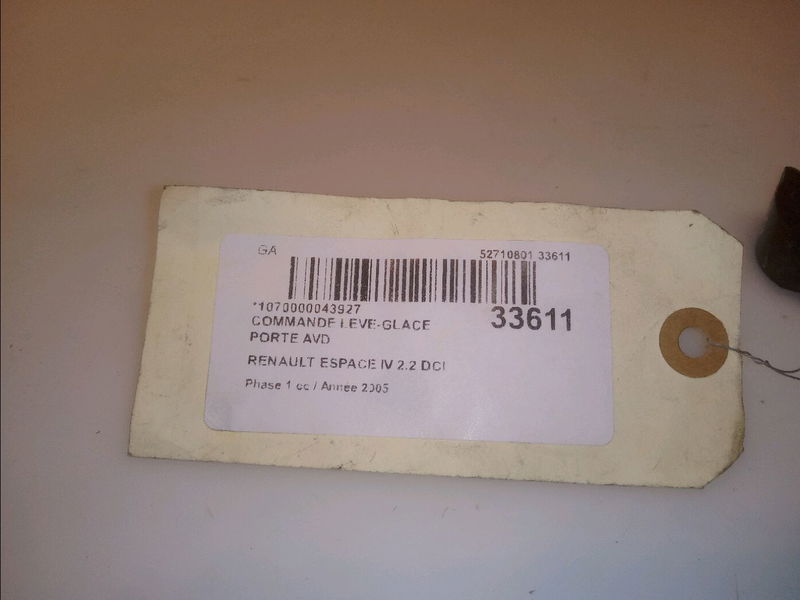 GA
52710801 33611
*1070000043927
33611
COMMANDE LEVE-GLACE
PORTE AVD
RENAULT ESPACE IV 2.2 DCI
Phase 1 cc / Année 2005